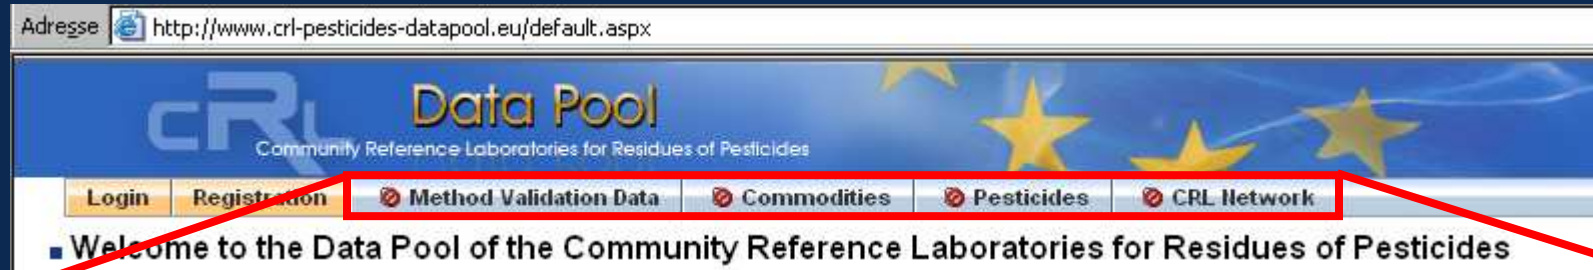 Adresse http://www.crl-pesticides-datapool.eu/default.aspx
CRL Data Pool
Community Reference Laboratories for Residues of Pesticides
Login Registration Method Validation Data Commodities Pesticides CRL Network
Welcome to the Data Pool of the Community Reference Laboratories for Residues of Pesticides